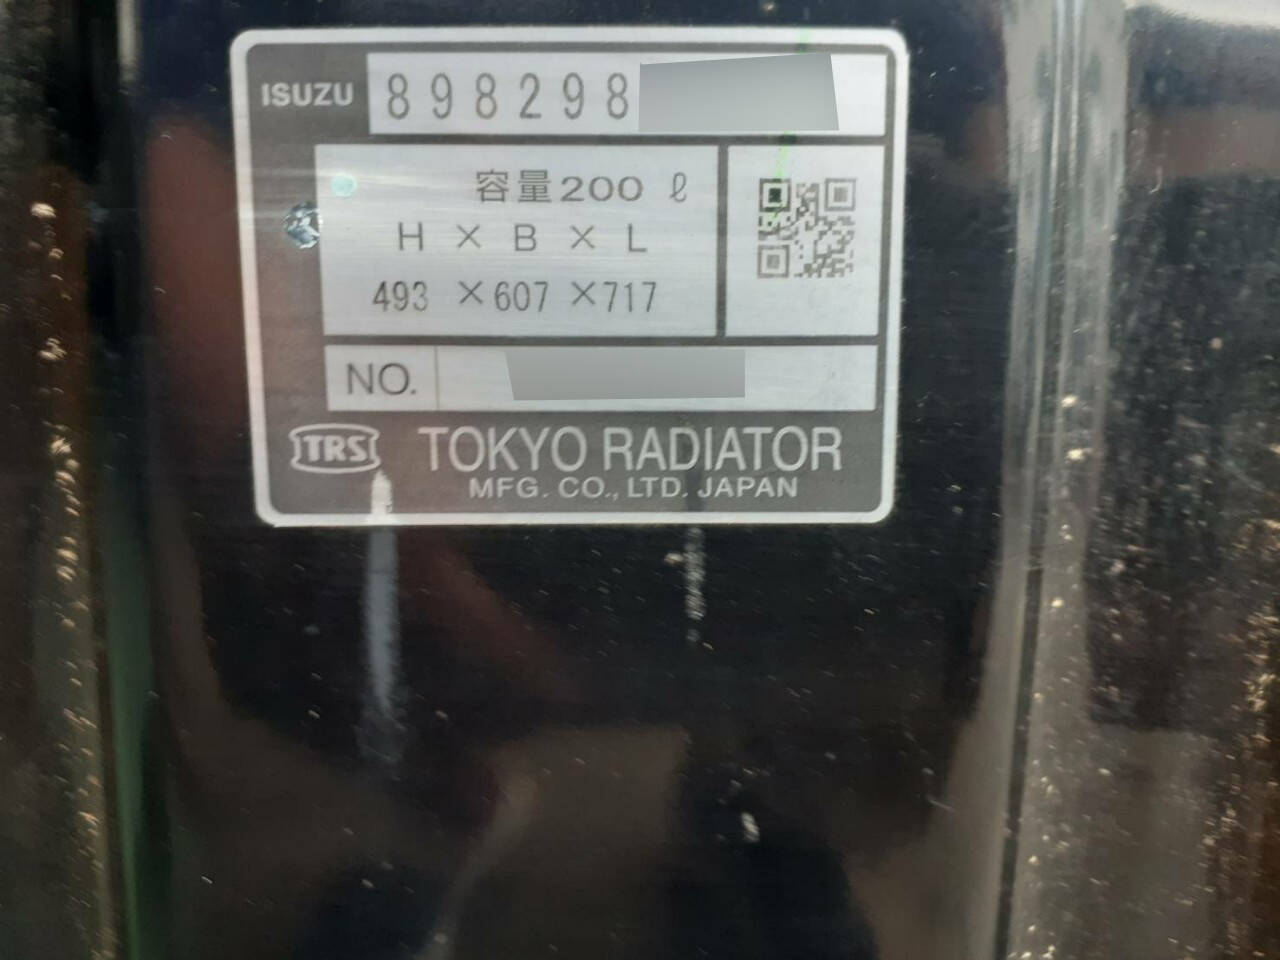 ISUZU 898298
容量200 ℓ
H × B × L
493 ×607 ×717
NO.
TRS TOKYO RADIATOR
MFG. CO., LTD. JAPAN